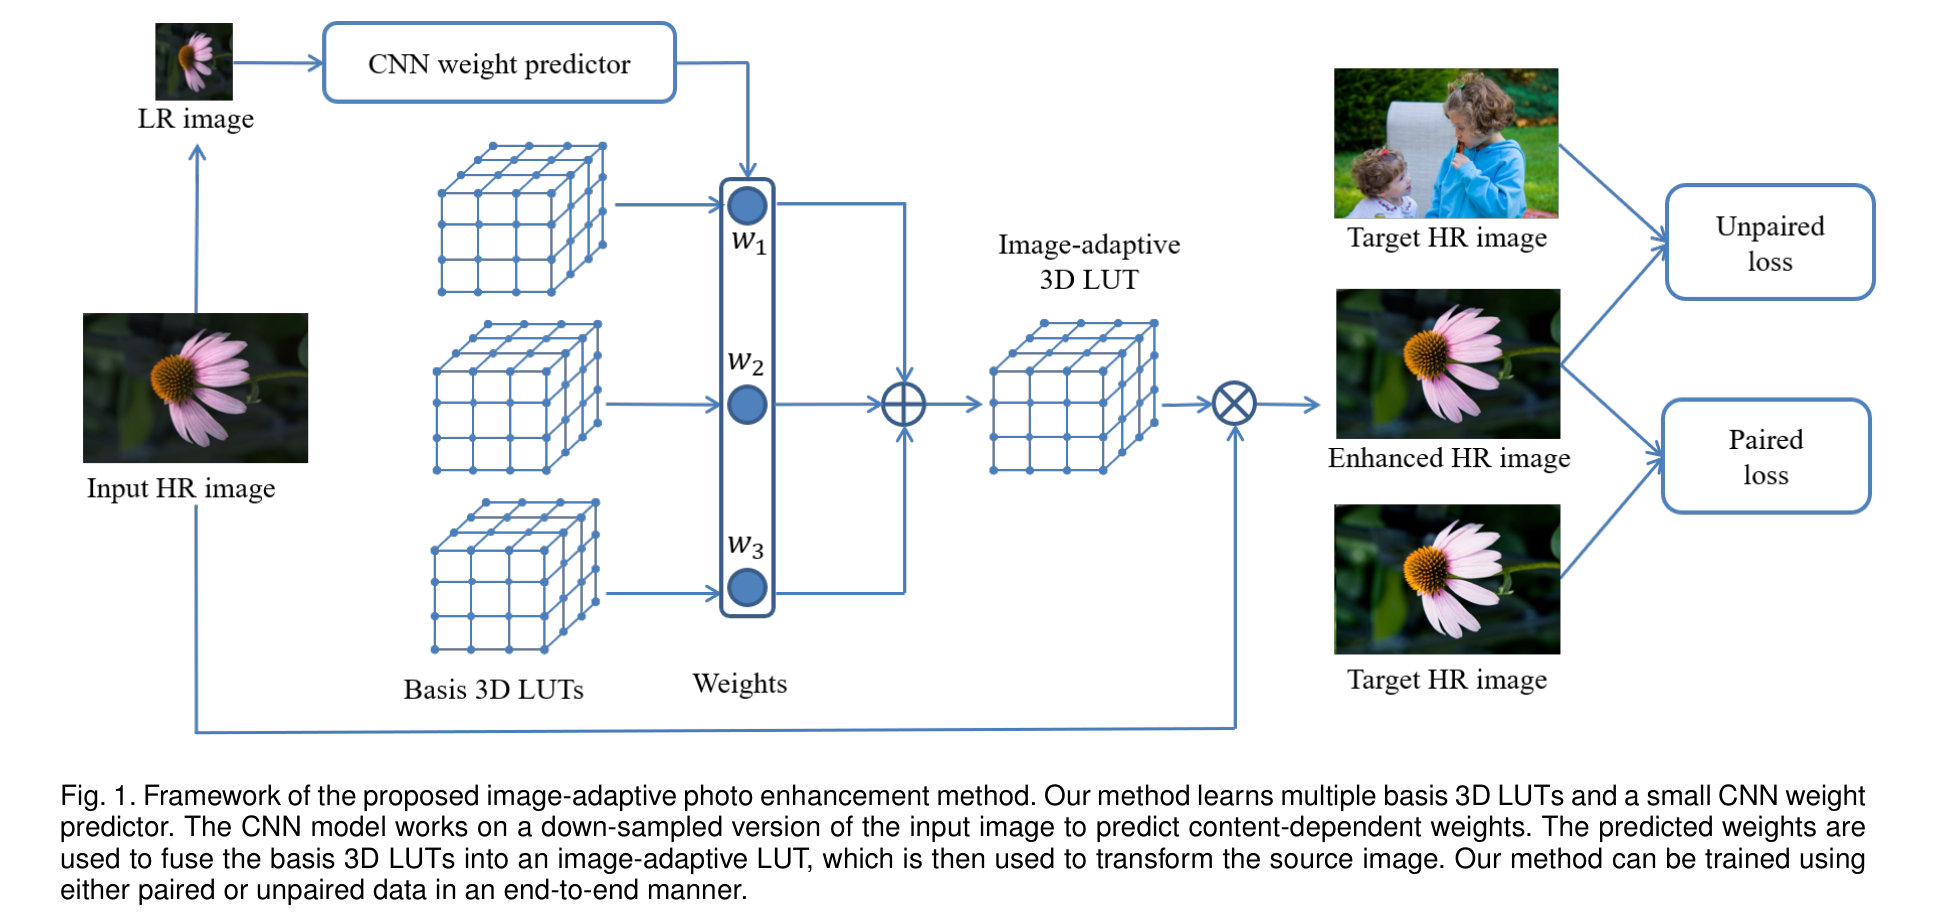 CNN weight predictor
LR image
Input HR image
w1
w2
w3
Basis 3D LUTs
Weights
Image-adaptive
3D LUT
Target HR image
Enhanced HR image
Target HR image
Unpaired
loss
Paired
loss
Fig. 1. Framework of the proposed image-adaptive photo enhancement method. Our method learns multiple basis 3D LUTs and a small CNN weight
predictor. The CNN model works on a down-sampled version of the input image to predict content-dependent weights. The predicted weights are
used to fuse the basis 3D LUTs into an image-adaptive LUT, which is then used to transform the source image. Our method can be trained using
either paired or unpaired data in an end-to-end manner.